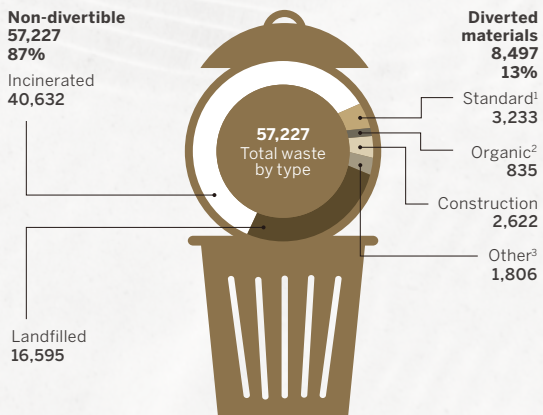 Non-divertible
57,227
87%
Incinerated
40,632
Landfilled
16,595
57,227
Total waste
by type
Diverted
materials
8,497
13%
Standard¹
3,233
Organic²
835
Construction
2,622
Other³
1,806